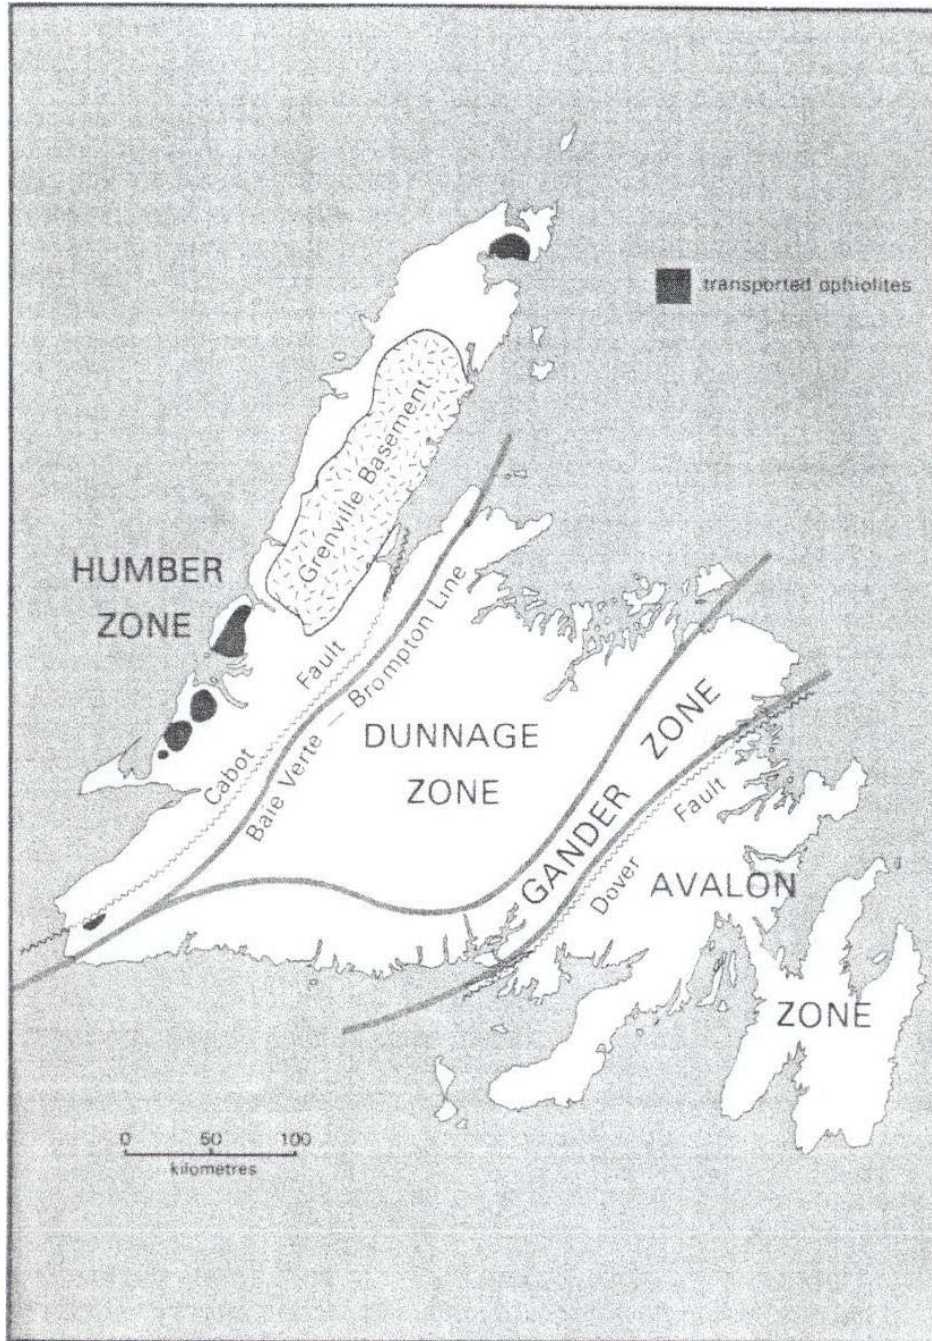 transported ophiolites
Grenville Basement
HUMBER
ZONE
Cabot Fault
Baie Verte — Brompton Line
DUNNAGE
ZONE
GANDER ZONE
Dover Fault
AVALON
ZONE
0 50 100
kilometres